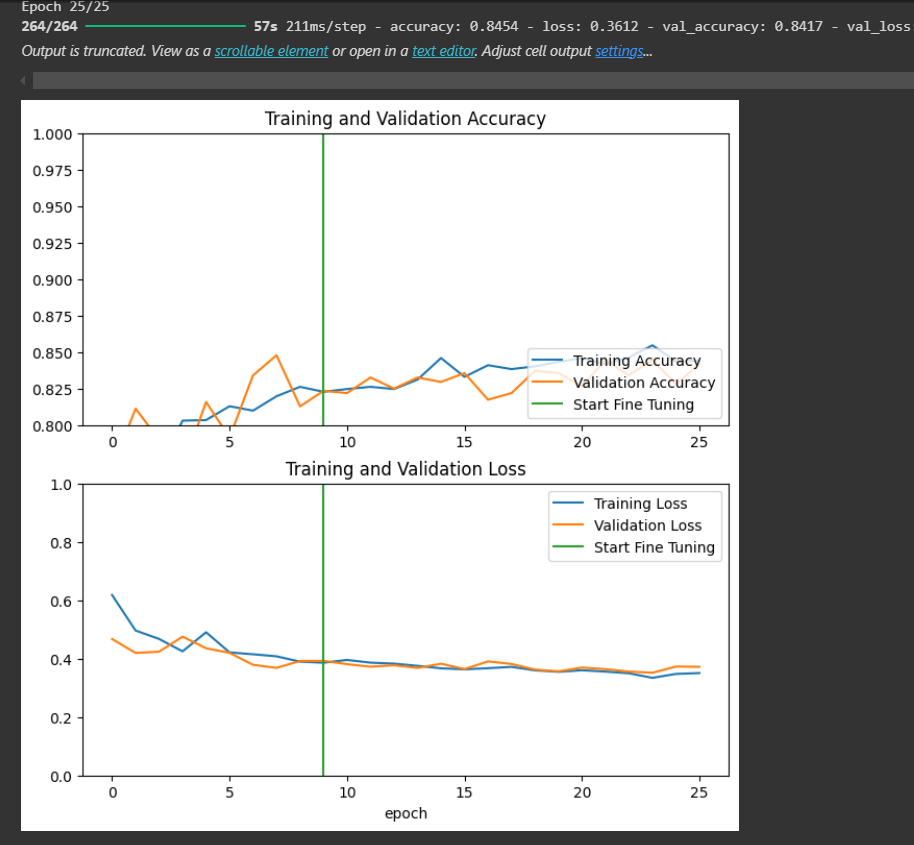 Epoch 25/25
264/264 57s 211ms/step - accuracy: 0.8454 - loss: 0.3612 - val_accuracy: 0.8417 - val_loss
Output is truncated. View as a scrollable element or open in a text editor. Adjust cell output settings...
Training and Validation Accuracy
1.000
0.975
0.950
0.925
0.900
0.875
0.850
0.825
0.800
Training Accuracy
Validation Accuracy
Start Fine Tuning
0 5 10 15 20 25
Training and Validation Loss
1.0
0.8
0.6
0.4
0.2
0.0
Training Loss
Validation Loss
Start Fine Tuning
0 5 10 15 20 25
epoch